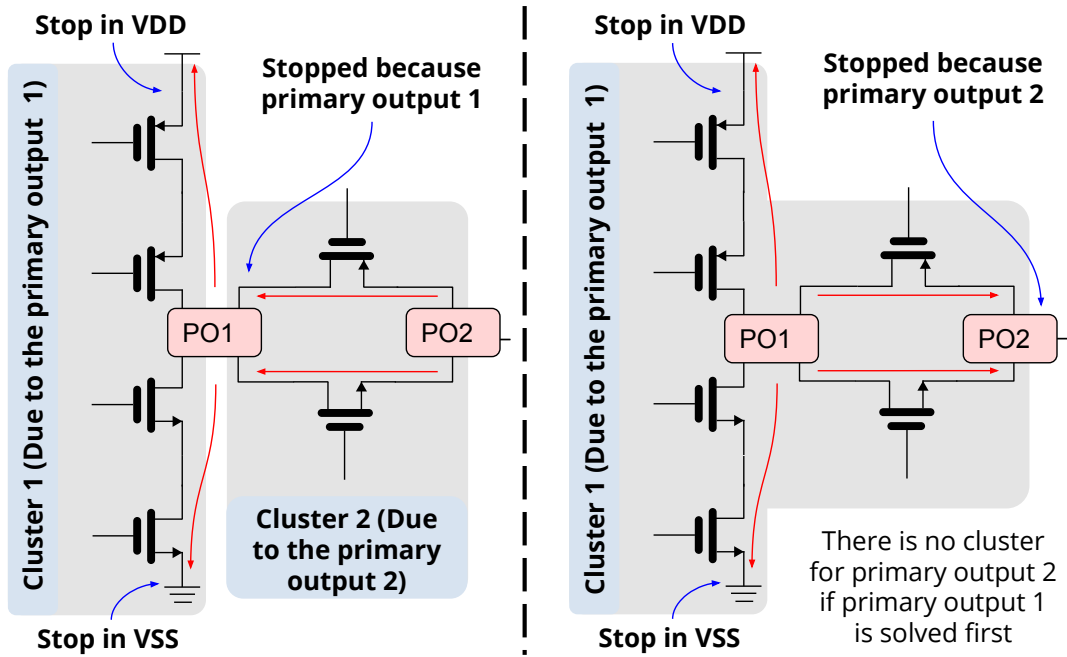 Stop in VDD
Stopped because
primary output 1
Cluster 1 (Due to the primary output  1)
PO1
PO2
Cluster 2 (Due
to the primary
output 2)
Stop in VSS
Stop in VDD
Stopped because
primary output 2
Cluster 1 (Due to the primary output  1)
PO1
PO2
There is no cluster
for primary output 2
if primary output 1
is solved first
Stop in VSS